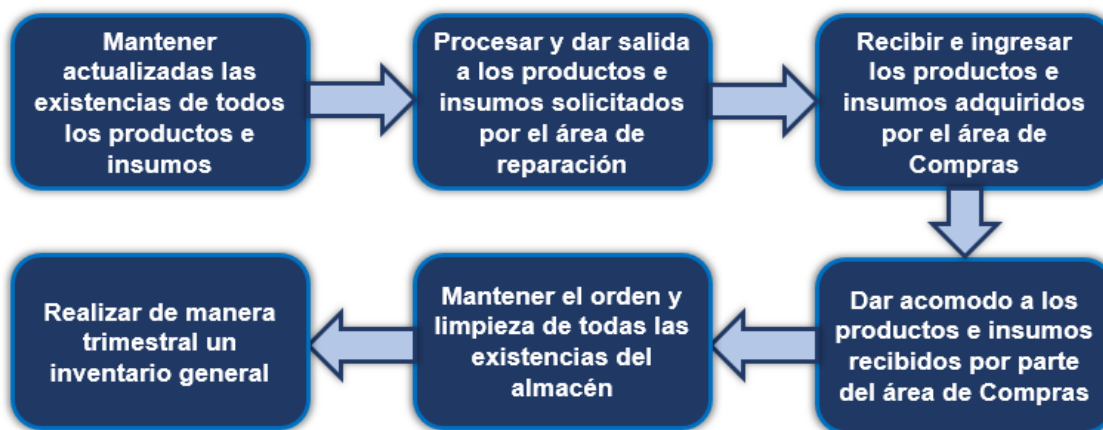 Mantener
actualizadas las
existencias de todos
los productos e
insumos
Procesar y dar salida
a los productos e
insumos solicitados
por el área de
reparación
Recibir e ingresar
los productos e
insumos adquiridos
por el área de
Compras
Dar acomodo a los
productos e insumos
recibidos por parte
del área de Compras
Mantener el orden y
limpieza de todas las
existencias del
almacén
Realizar de manera
trimestral un
inventario general